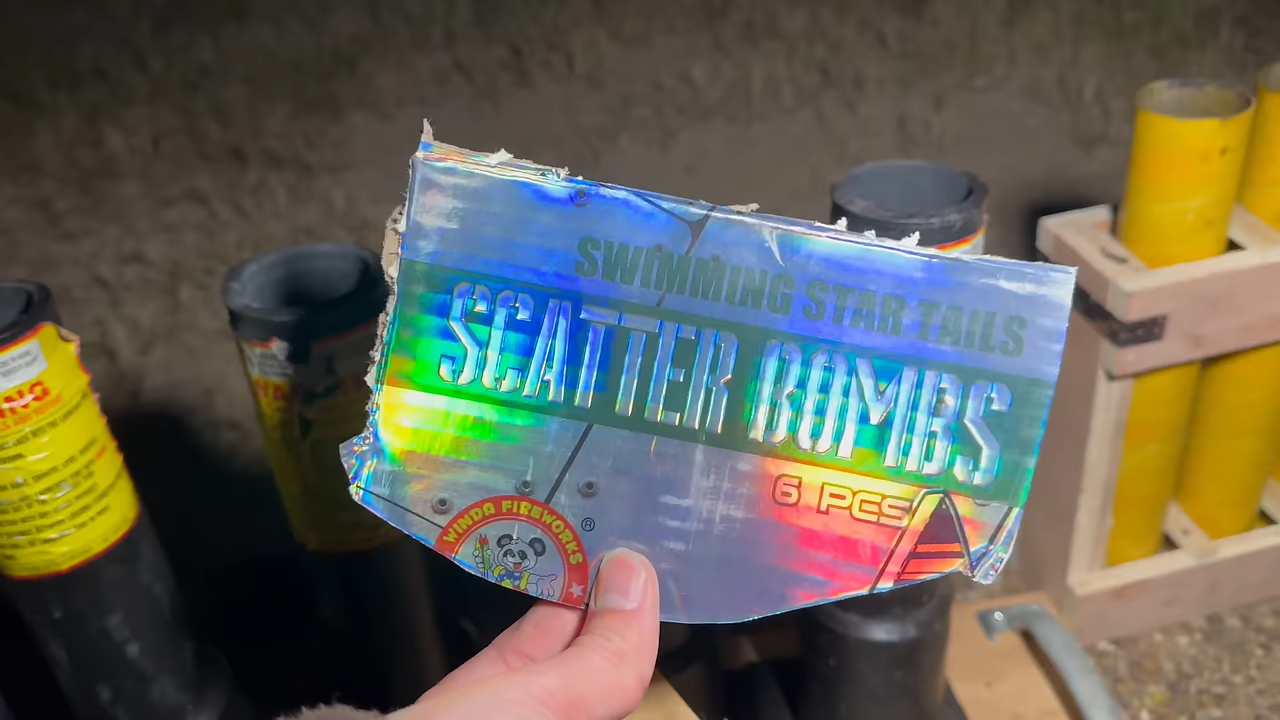 SWIMMING STAR TAILS
SCATTER BOMBS
6 PCS
WINDA FIREWORKS
®